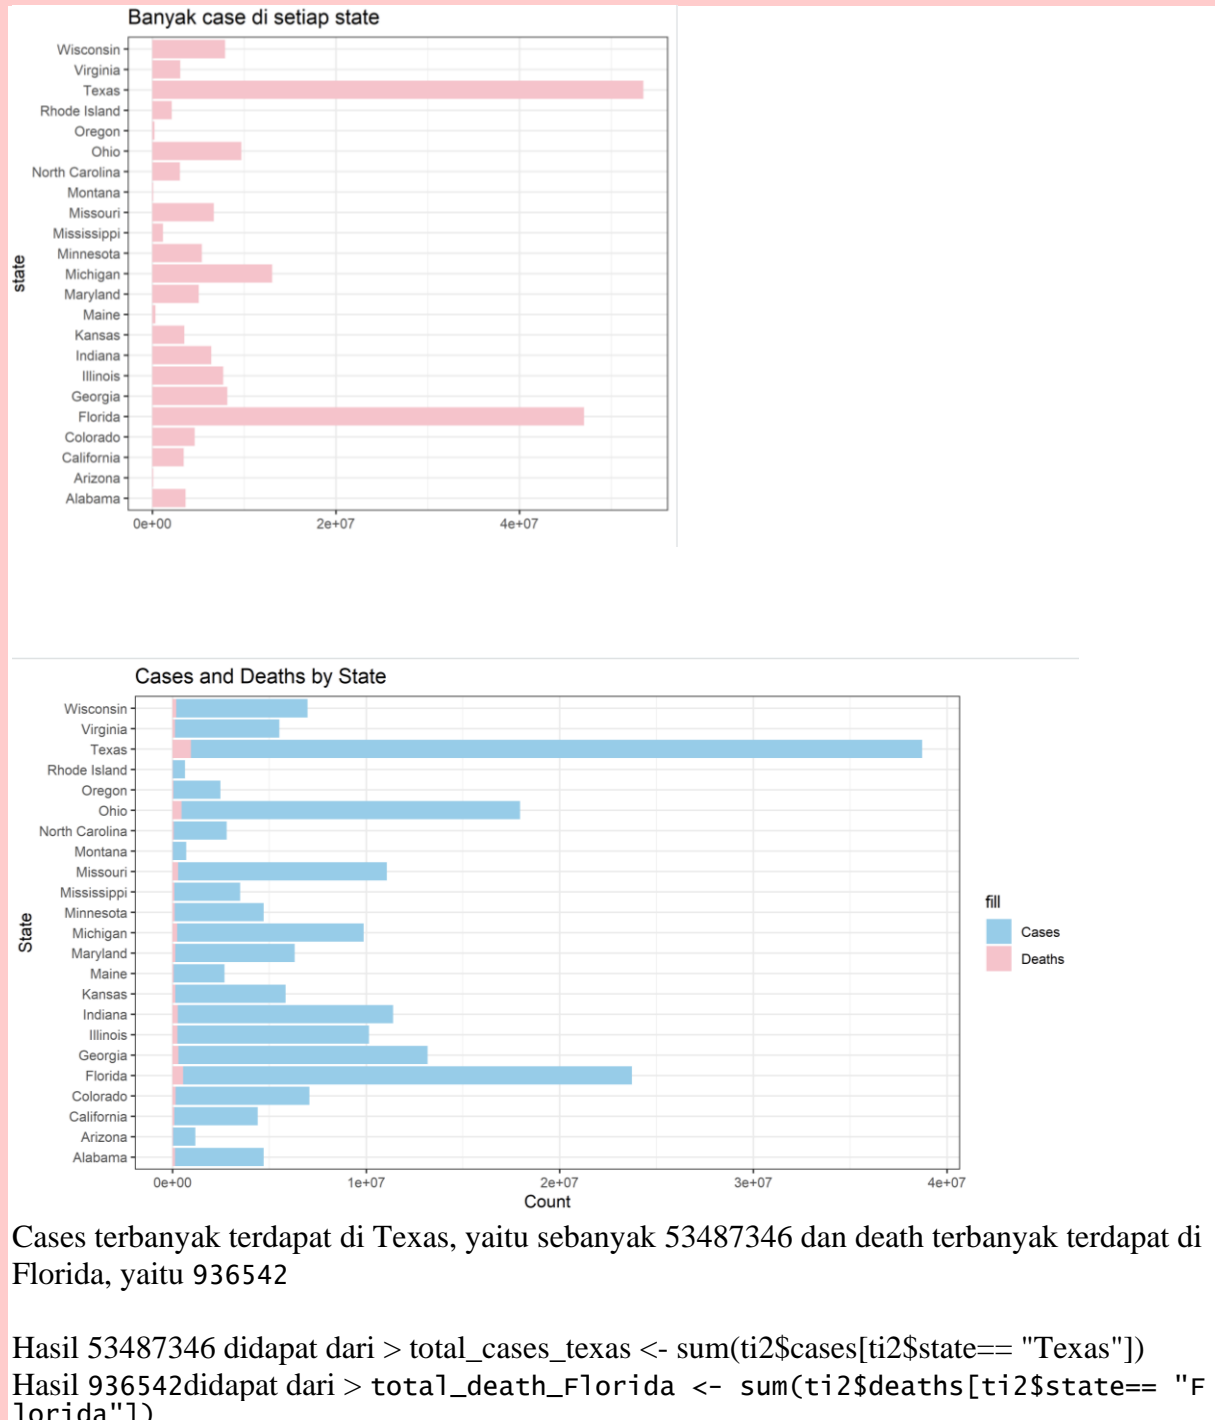 Banyak case di setiap state
Wisconsin
Virginia
Texas
Rhode Island
Oregon
Ohio
North Carolina
Montana
Missouri
Mississippi
Minnesota
Michigan
Maryland
Maine
Kansas
Indiana
Illinois
Georgia
Florida
Colorado
California
Arizona
Alabama
state
0e+00 2e+07 4e+07
Cases and Deaths by State
Wisconsin
Virginia
Texas
Rhode Island
Oregon
Ohio
North Carolina
Montana
Missouri
Mississippi
Minnesota
Michigan
Maryland
Maine
Kansas
Indiana
Illinois
Georgia
Florida
Colorado
California
Arizona
Alabama
State
0e+00 1e+07 2e+07 3e+07 4e+07
Count
fill
Cases
Deaths
Cases terbanyak terdapat di Texas, yaitu sebanyak 53487346 dan death terbanyak terdapat di
Florida, yaitu 936542
Hasil 53487346 didapat dari > total_cases_texas <- sum(ti2$cases[ti2$state== "Texas"])
Hasil 936542didapat dari > total_death_Florida <- sum(ti2$deaths[ti2$state== "F
lorida"])